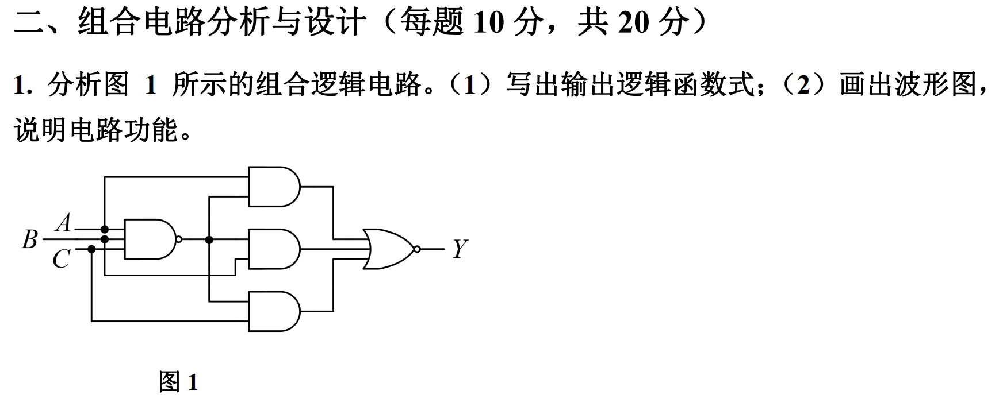 二、组合电路分析与设计（每题 10 分，共 20 分）
1. 分析图 1 所示的组合逻辑电路。（1）写出输出逻辑函数式；（2）画出波形图，
说明电路功能。
A
B
C
Y
图 1